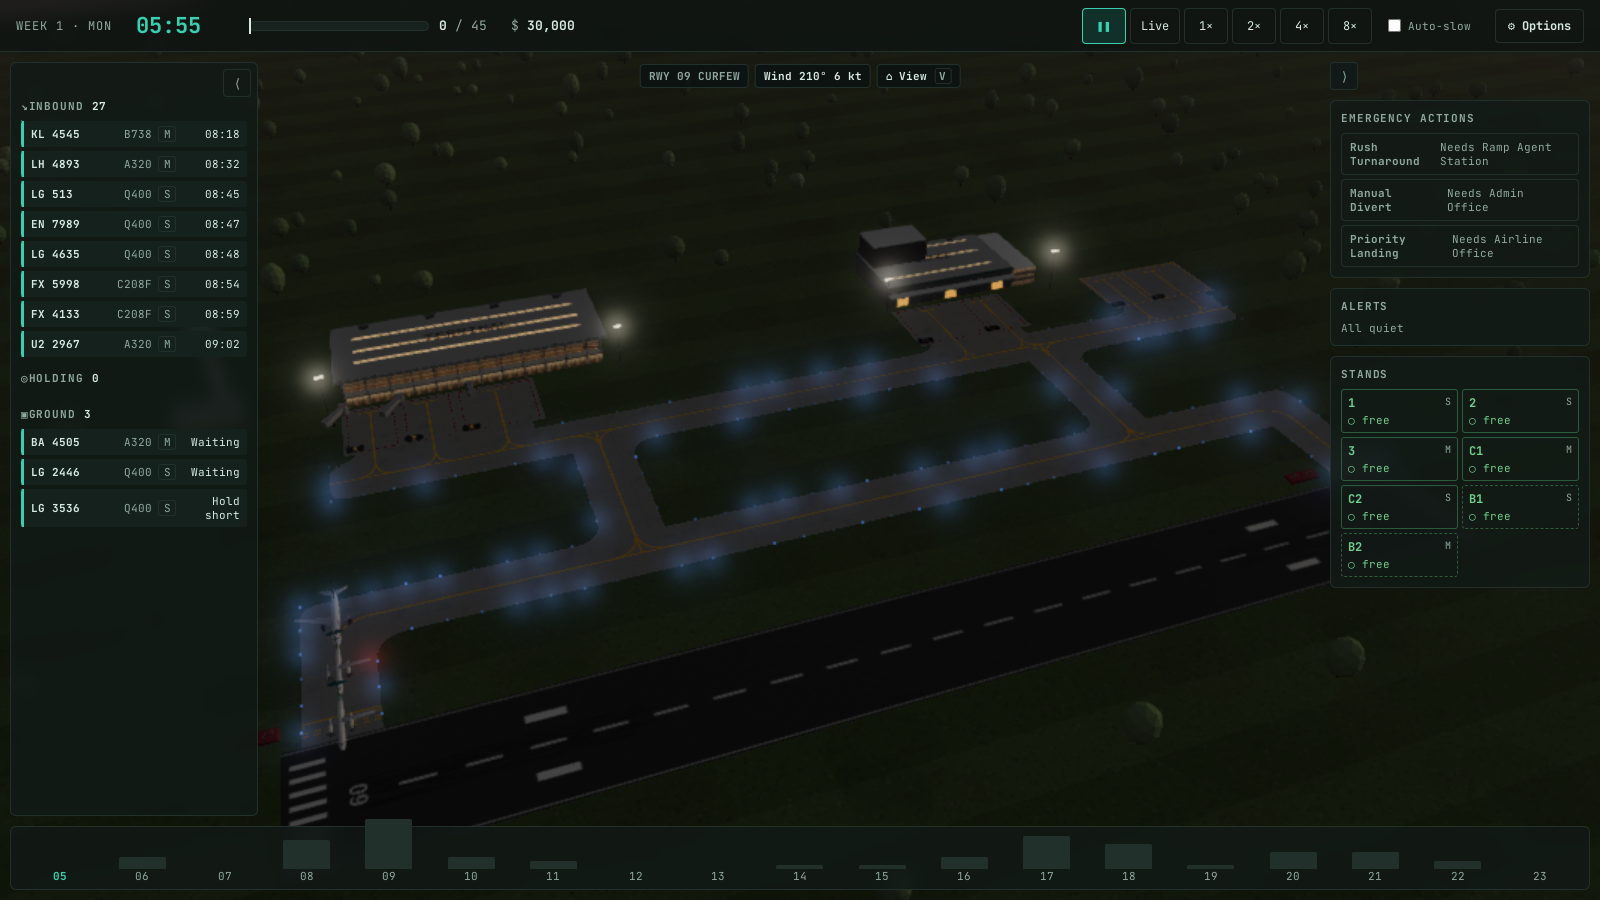 WEEK 1 · MON 05:55 0 / 45 $ 30,000 Live 1× 2× 4× 8× Auto-slow ⚙ Options
RWY 09 CURFEW Wind 210° 6 kt ⌂ View V
↘INBOUND 27
KL 4545 B738 M 08:18
LH 4893 A320 M 08:32
LG 513 Q400 S 08:45
EN 7989 Q400 S 08:47
LG 4635 Q400 S 08:48
FX 5998 C208F S 08:54
FX 4133 C208F S 08:59
U2 2967 A320 M 09:02
◎HOLDING 0
▣GROUND 3
BA 4505 A320 M Waiting
LG 2446 Q400 S Waiting
LG 3536 Q400 S Hold short
09
EMERGENCY ACTIONS
Rush Turnaround Needs Ramp Agent Station
Manual Divert Needs Admin Office
Priority Landing Needs Airline Office
ALERTS
All quiet
STANDS
1 S
○ free
2 S
○ free
3 M
○ free
C1 M
○ free
C2 S
○ free
B1 S
○ free
B2 M
○ free
05 06 07 08 09 10 11 12 13 14 15 16 17 18 19 20 21 22 23